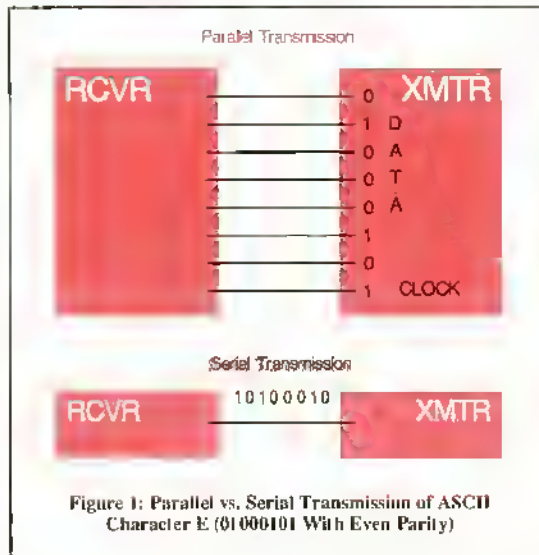 Parallel Transmission
RCVR XMTR
0
1 D
0 A
0 T
0 A
1
0
1 CLOCK
Serial Transmission
10100010
RCVR XMTR
Figure 1: Parallel vs. Serial Transmission of ASCII
Character E (01000101 With Even Parity)